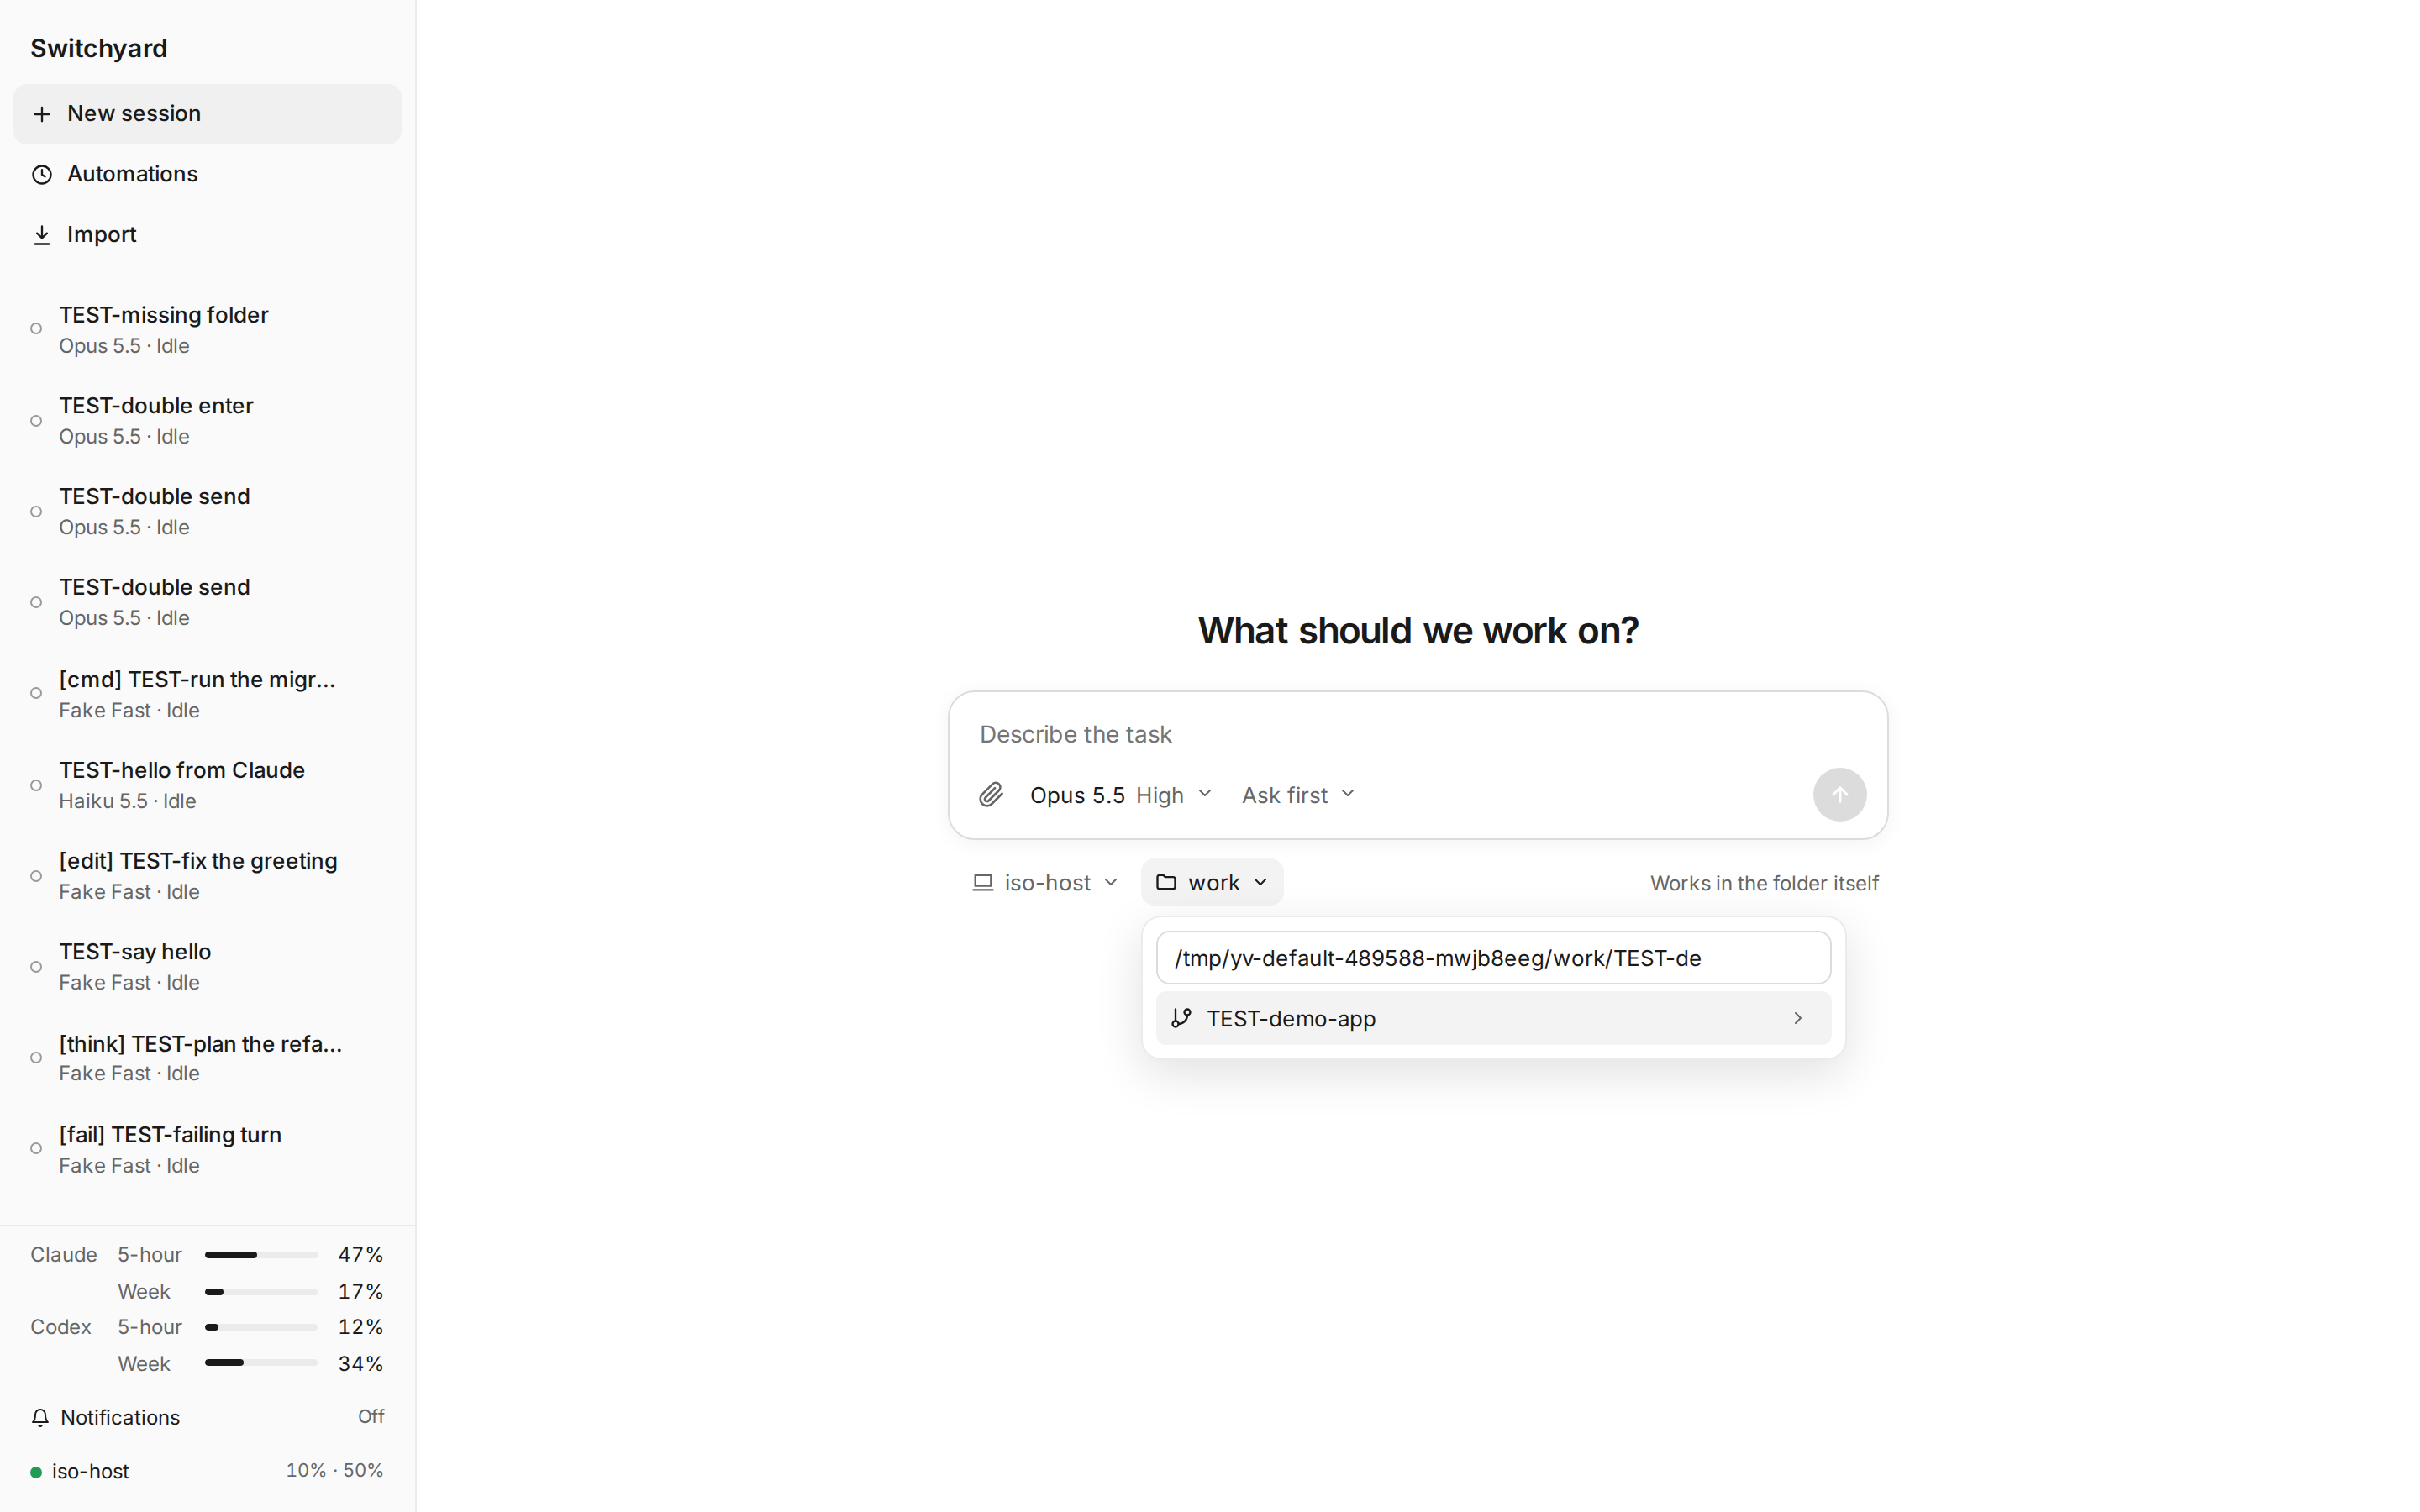 Switchyard
New session
Automations
Import
TEST-missing folder
Opus 5.5 · Idle
TEST-double enter
Opus 5.5 · Idle
TEST-double send
Opus 5.5 · Idle
TEST-double send
Opus 5.5 · Idle
[cmd] TEST-run the migr...
Fake Fast · Idle
TEST-hello from Claude
Haiku 5.5 · Idle
[edit] TEST-fix the greeting
Fake Fast · Idle
TEST-say hello
Fake Fast · Idle
[think] TEST-plan the refa...
Fake Fast · Idle
[fail] TEST-failing turn
Fake Fast · Idle
Claude 5-hour 47%
Week 17%
Codex 5-hour 12%
Week 34%
Notifications Off
iso-host 10% · 50%
What should we work on?
Describe the task
Opus 5.5 High Ask first
iso-host work Works in the folder itself
/tmp/yv-default-489588-mwjb8eeg/work/TEST-de
TEST-demo-app